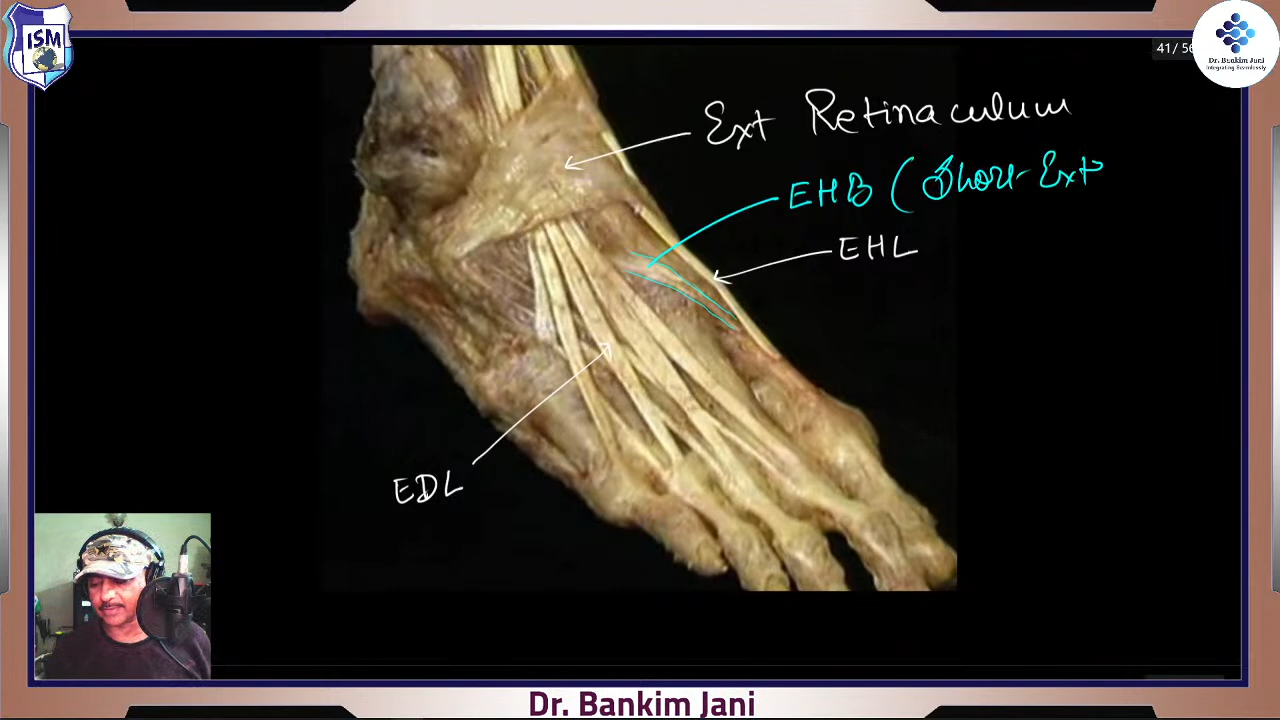 ISM
41/56
Dr. Bankim Jani
Integrating Seamlessly
Ext Retinaculum
EHB (Short Ext
EHL
EDL
Dr. Bankim Jani